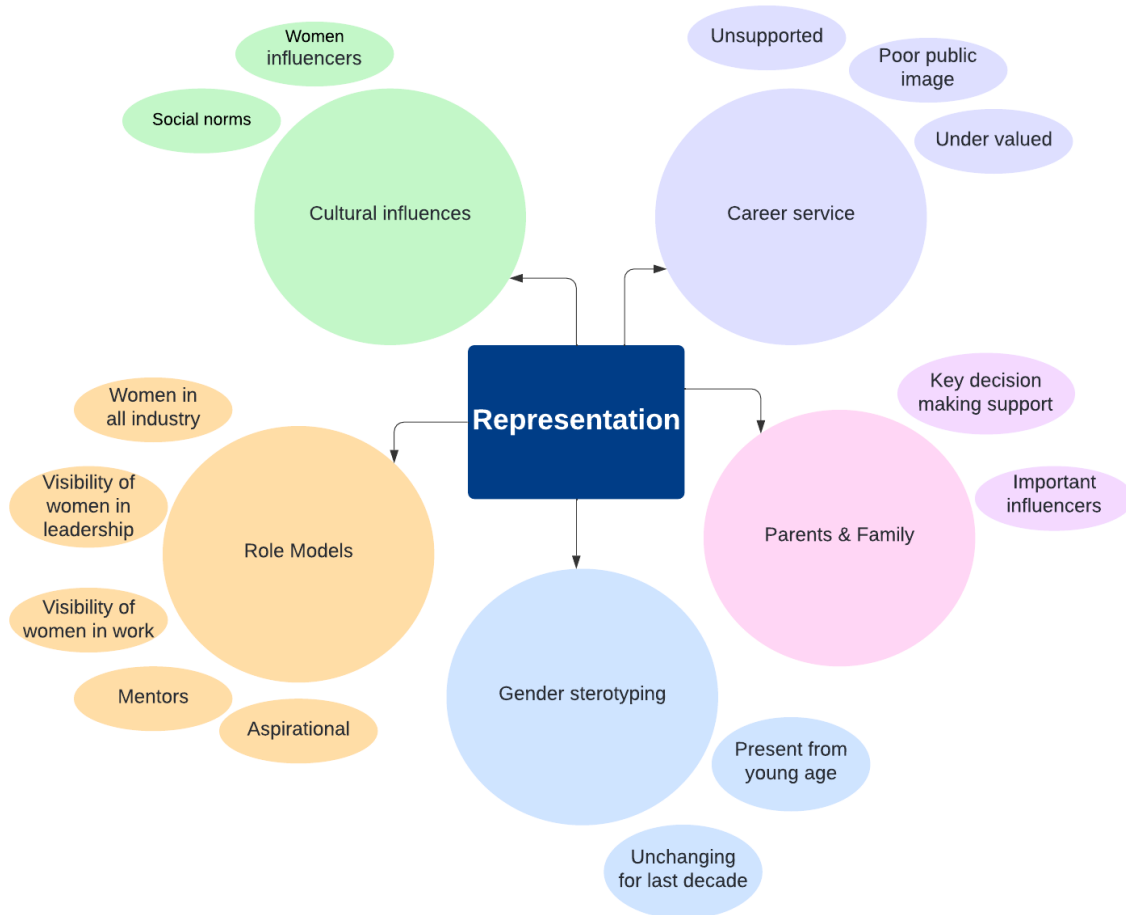 Women
influencers
Social norms
Cultural influences
Unsupported
Poor public
image
Under valued
Career service
Representation
Key decision
making support
Important
influencers
Parents & Family
Women in
all industry
Visibility of
women in
leadership
Role Models
Visibility of
women in work
Mentors
Aspirational
Gender sterotyping
Present from
young age
Unchanging
for last decade